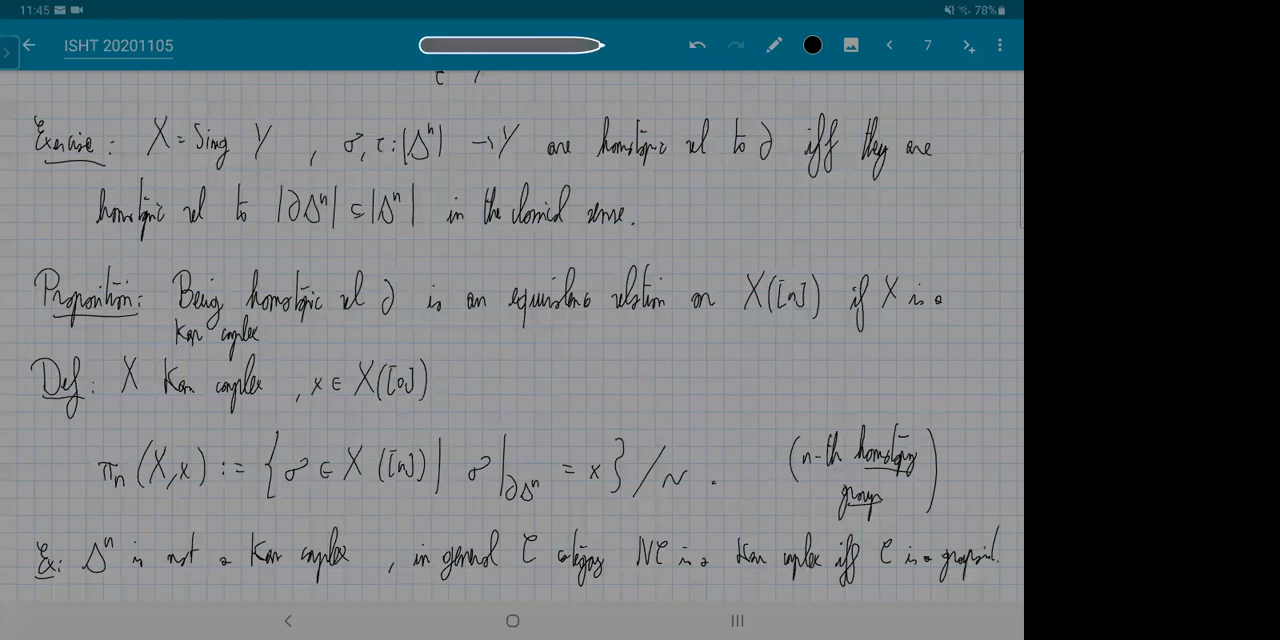 11:45 78%
ISHT 20201105 7
τ
Exercise: X = Sing Y , σ, τ : |Δⁿ| → Y are homotopic rel to ∂ iff they are
homotopic rel to |∂Δⁿ| ⊆ |Δⁿ| in the classical sense.
Proposition: Being homotopic rel ∂ is an equivalence relation on X([n]) if X is a
Kan complex
Def: X Kan complex , x ∈ X([0])
πₙ(X,x) := {σ ∈ X([n]) | σ|_∂Δⁿ = x}/∼ . (n-th homotopy
group)
Ex: Δⁿ is not a Kan complex , in general C category NC is a Kan complex iff C is a groupoid.